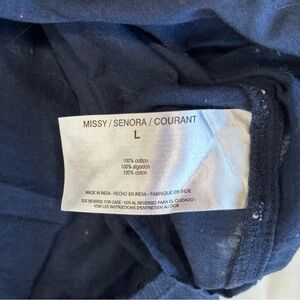 MISSY / SENORA / COURANT
L
100% cotton
100% algodón
100% coton
MADE IN INDIA - HECHO EN INDIA - FABRIQUÉ EN INDE
SEE REVERSE FOR CARE - VER AL REVERSO PARA EL CUIDADO -
VOIR LES INSTRUCTIONS D'ENTRETIEN AU DOS